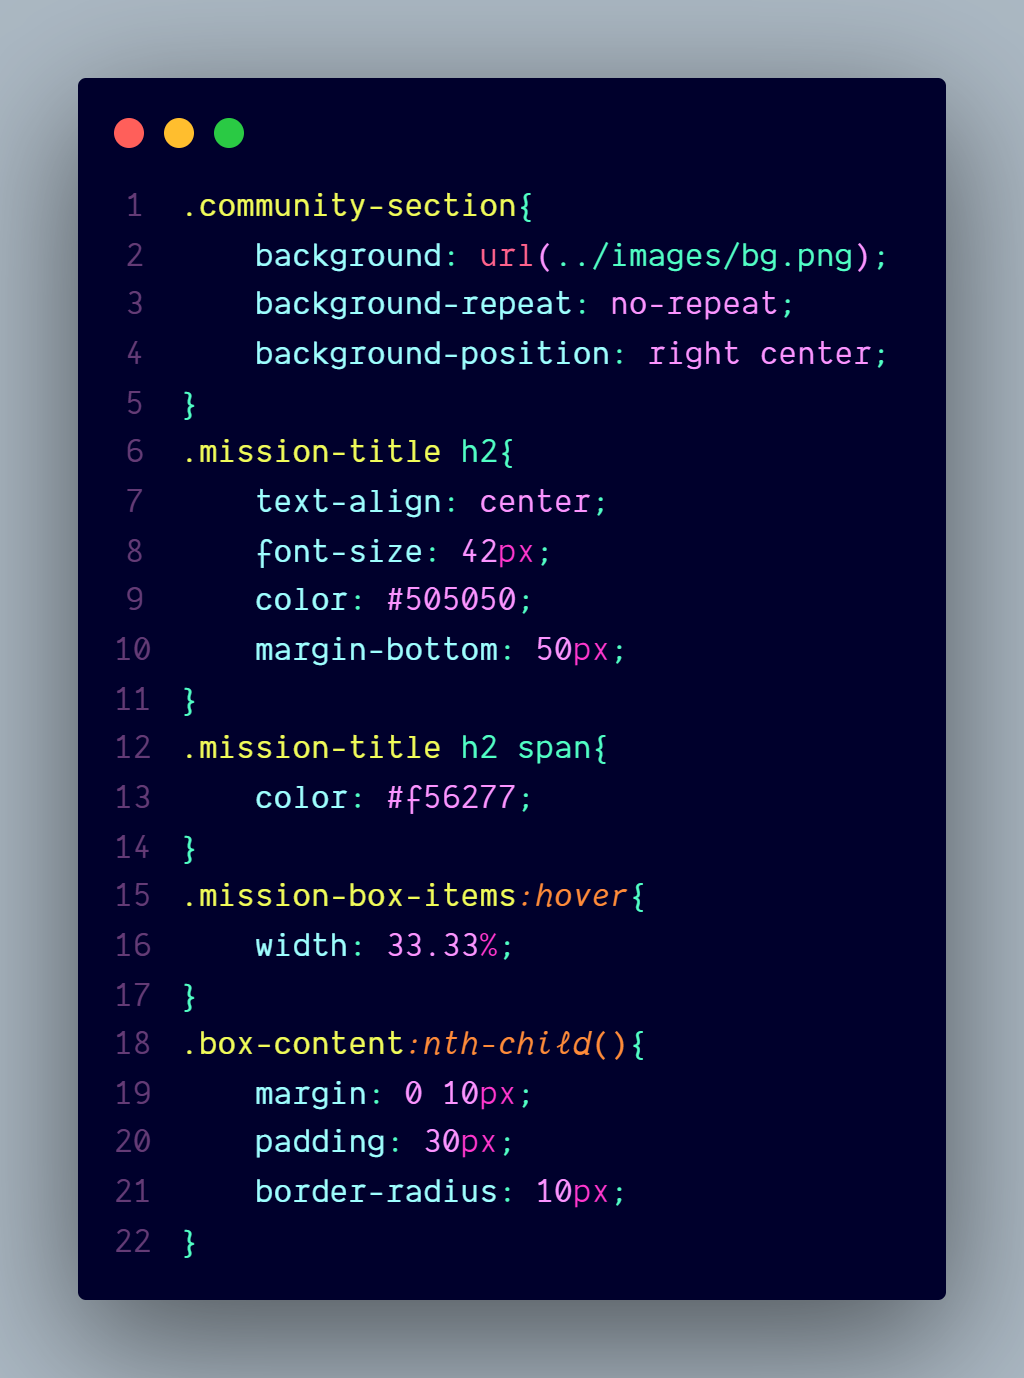 1 .community-section{
2     background: url(../images/bg.png);
3     background-repeat: no-repeat;
4     background-position: right center;
5 }
6 .mission-title h2{
7     text-align: center;
8     font-size: 42px;
9     color: #505050;
10     margin-bottom: 50px;
11 }
12 .mission-title h2 span{
13     color: #f56277;
14 }
15 .mission-box-items:hover{
16     width: 33.33%;
17 }
18 .box-content:nth-child(){
19     margin: 0 10px;
20     padding: 30px;
21     border-radius: 10px;
22 }